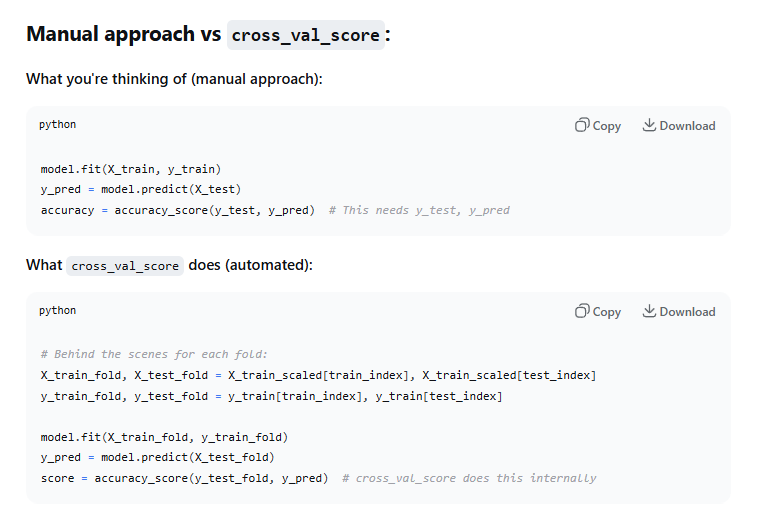 Manual approach vs cross_val_score:
What you're thinking of (manual approach):
python
Copy
Download
model.fit(X_train, y_train)
y_pred = model.predict(X_test)
accuracy = accuracy_score(y_test, y_pred)  # This needs y_test, y_pred
What cross_val_score does (automated):
python
Copy
Download
# Behind the scenes for each fold:
X_train_fold, X_test_fold = X_train_scaled[train_index], X_train_scaled[test_index]
y_train_fold, y_test_fold = y_train[train_index], y_train[test_index]
model.fit(X_train_fold, y_train_fold)
y_pred = model.predict(X_test_fold)
score = accuracy_score(y_test_fold, y_pred)  # cross_val_score does this internally